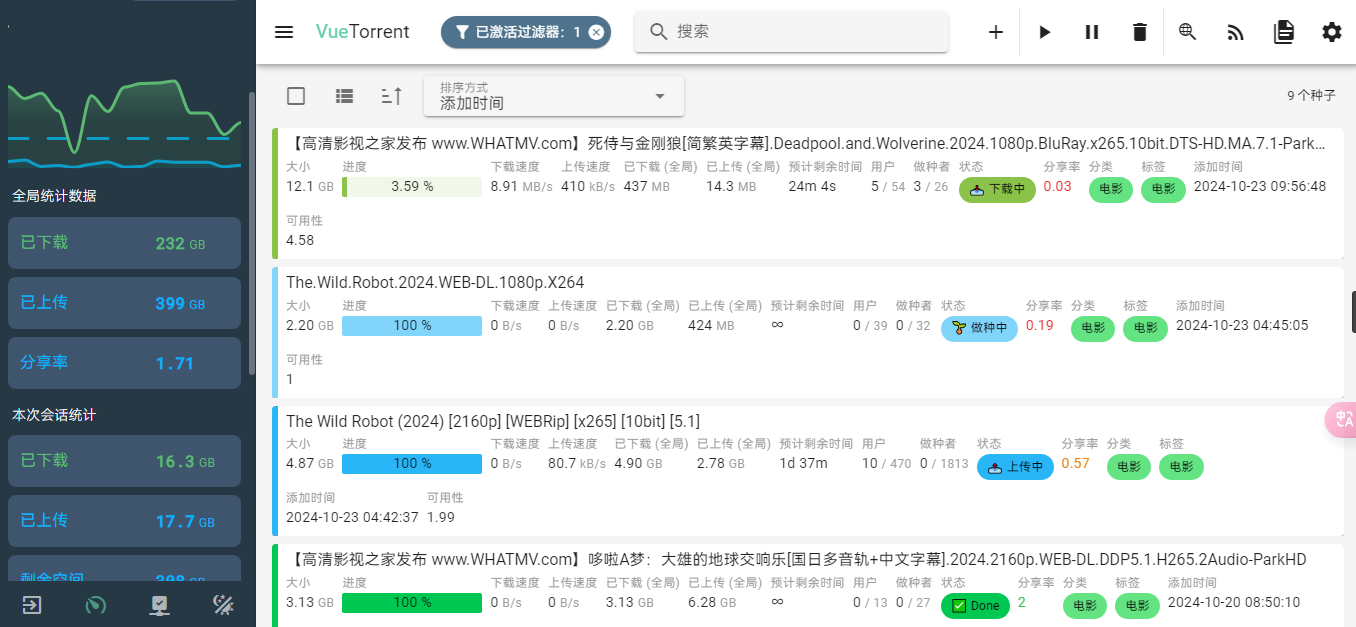 VueTorrent
已激活过滤器：1
搜索
排序方式
添加时间
9 个种子
全局统计数据
已下载 232 GB
已上传 399 GB
分享率 1.71
本次会话统计
已下载 16.3 GB
已上传 17.7 GB
【高清影视之家发布 www.WHATMV.com】死侍与金刚狼[简繁英字幕].Deadpool.and.Wolverine.2024.1080p.BluRay.x265.10bit.DTS-HD.MA.7.1-Park...
大小 进度 下载速度 上传速度 已下载 (全局) 已上传 (全局) 预计剩余时间 用户 做种者 状态 分享率 分类 标签 添加时间
12.1 GB 3.59 % 8.91 MB/s 410 kB/s 437 MB 14.3 MB 24m 4s 5 / 54 3 / 26 下载中 0.03 电影 电影 2024-10-23 09:56:48
可用性
4.58
The.Wild.Robot.2024.WEB-DL.1080p.X264
大小 进度 下载速度 上传速度 已下载 (全局) 已上传 (全局) 预计剩余时间 用户 做种者 状态 分享率 分类 标签 添加时间
2.20 GB 100 % 0 B/s 0 B/s 2.20 GB 424 MB ∞ 0 / 39 0 / 32 做种中 0.19 电影 电影 2024-10-23 04:45:05
可用性
1
The Wild Robot (2024) [2160p] [WEBRip] [x265] [10bit] [5.1]
大小 进度 下载速度 上传速度 已下载 (全局) 已上传 (全局) 预计剩余时间 用户 做种者 状态 分享率 分类 标签
4.87 GB 100 % 0 B/s 80.7 kB/s 4.90 GB 2.78 GB 1d 37m 10 / 470 0 / 1813 上传中 0.57 电影 电影
添加时间 可用性
2024-10-23 04:42:37 1.99
【高清影视之家发布 www.WHATMV.com】哆啦A梦：大雄的地球交响乐[国日多音轨+中文字幕].2024.2160p.WEB-DL.DDP5.1.H265.2Audio-ParkHD
大小 进度 下载速度 上传速度 已下载 (全局) 已上传 (全局) 预计剩余时间 用户 做种者 状态 分享率 分类 标签 添加时间
3.13 GB 100 % 0 B/s 0 B/s 3.13 GB 6.28 GB ∞ 0 / 13 0 / 27 Done 2 电影 电影 2024-10-20 08:50:10